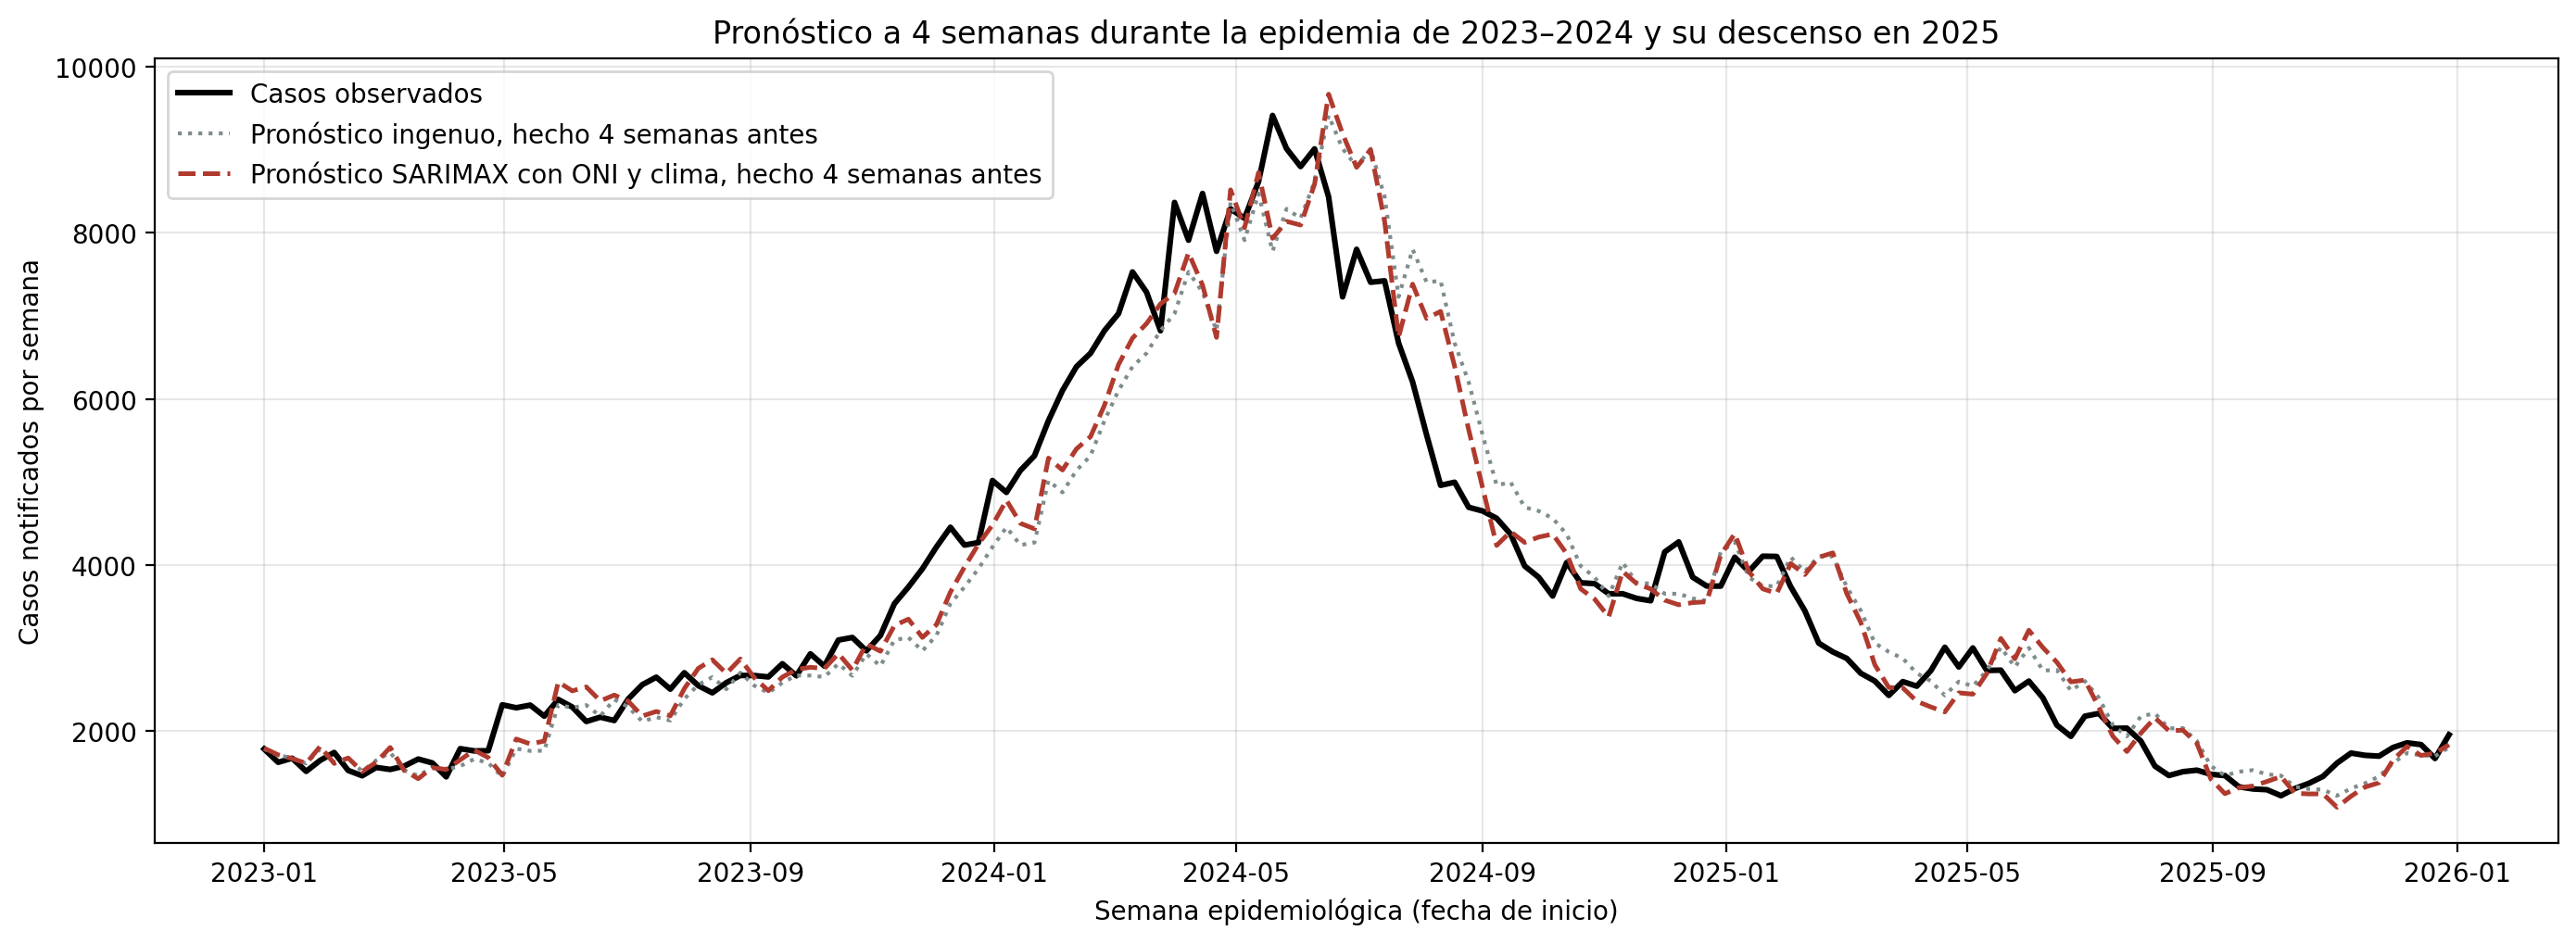 Pronóstico a 4 semanas durante la epidemia de 2023–2024 y su descenso en 2025
Casos observados
Pronóstico ingenuo, hecho 4 semanas antes
Pronóstico SARIMAX con ONI y clima, hecho 4 semanas antes
Casos notificados por semana
10000
8000
6000
4000
2000
2023-01
2023-05
2023-09
2024-01
2024-05
2024-09
2025-01
2025-05
2025-09
2026-01
Semana epidemiológica (fecha de inicio)